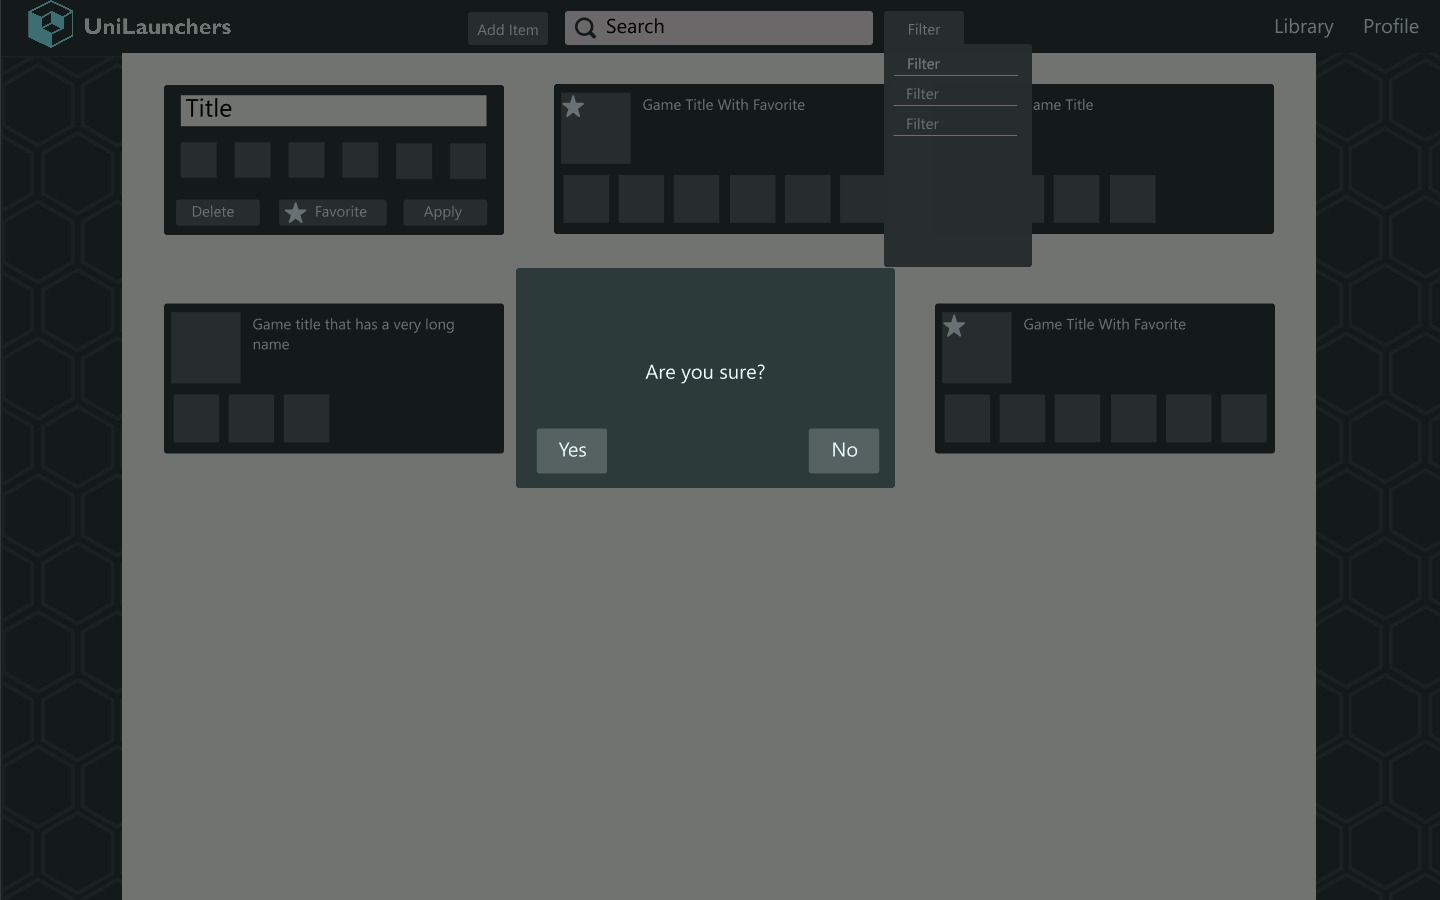 UniLaunchers
Add Item
Search
Filter
Library
Profile
Filter
Filter
Filter
Title
Delete
Favorite
Apply
Game Title With Favorite
ame Title
Game title that has a very long
name
Are you sure?
Yes
No
Game Title With Favorite